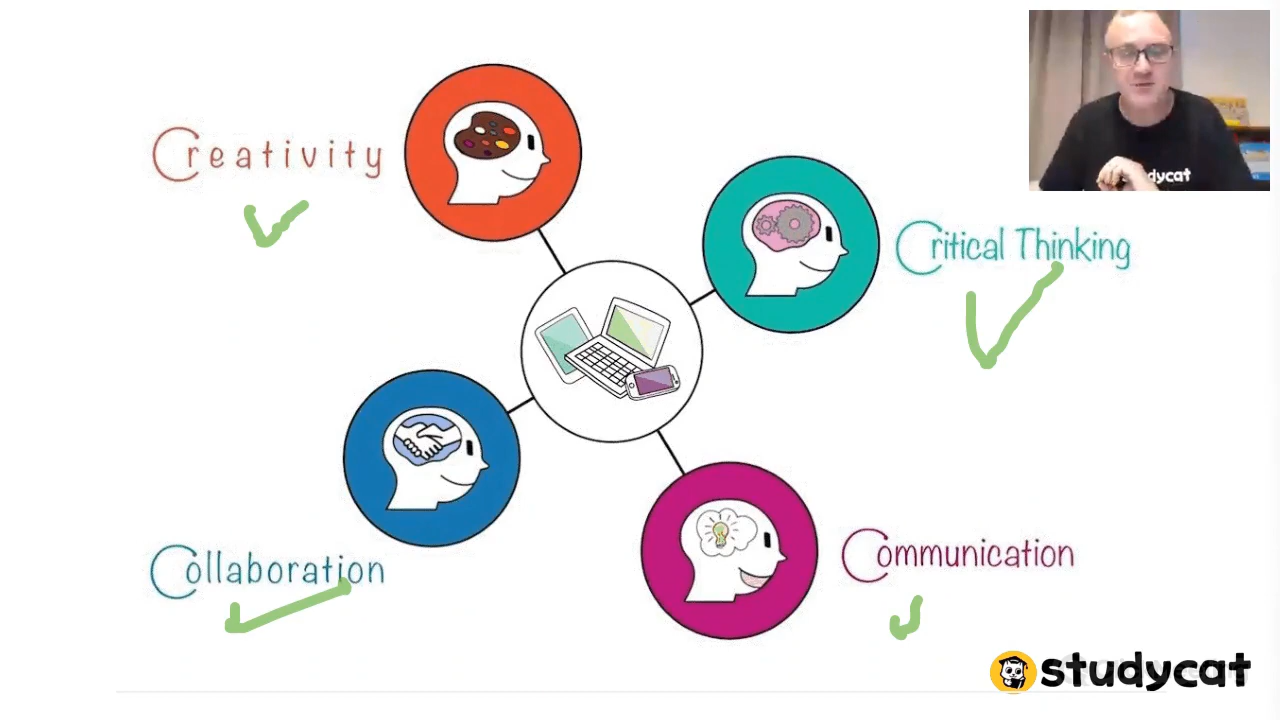 Creativity
Critical Thinking
Collaboration
Communication
studycat